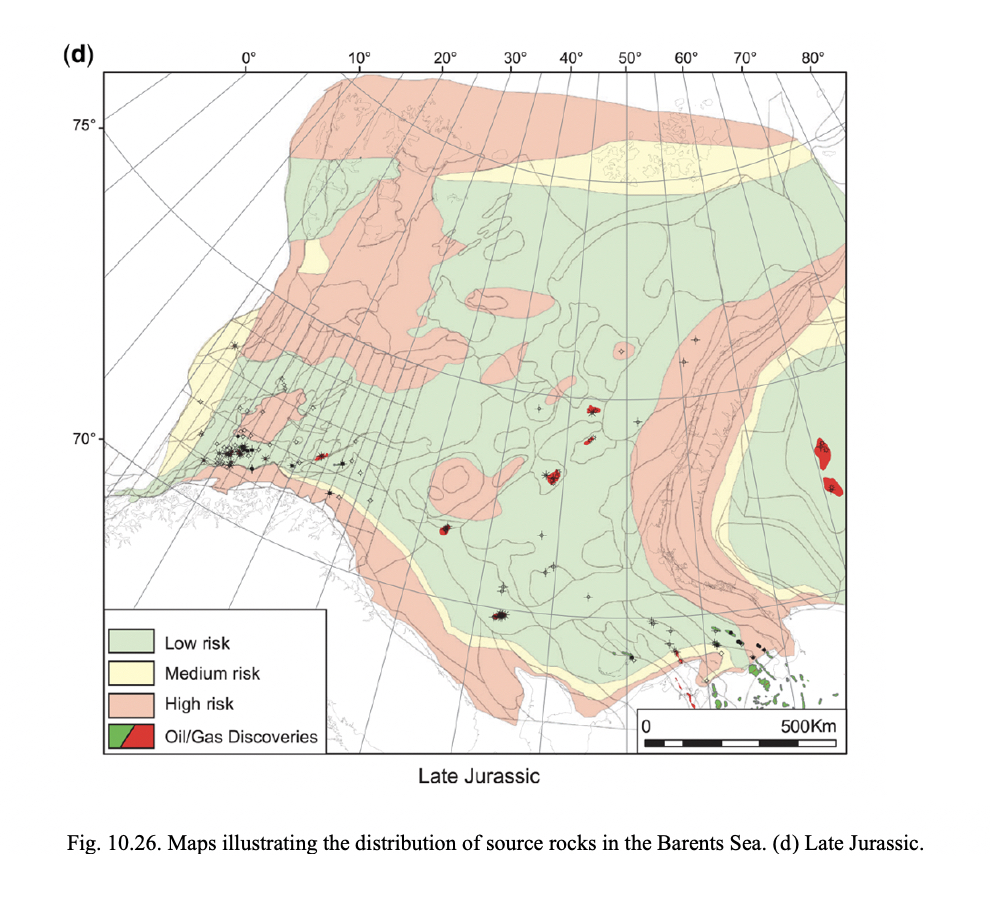 (d)
0° 10° 20° 30° 40° 50° 60° 70° 80°
75°
70°
Low risk
Medium risk
High risk
Oil/Gas Discoveries
0 500Km
Late Jurassic
Fig. 10.26. Maps illustrating the distribution of source rocks in the Barents Sea. (d) Late Jurassic.